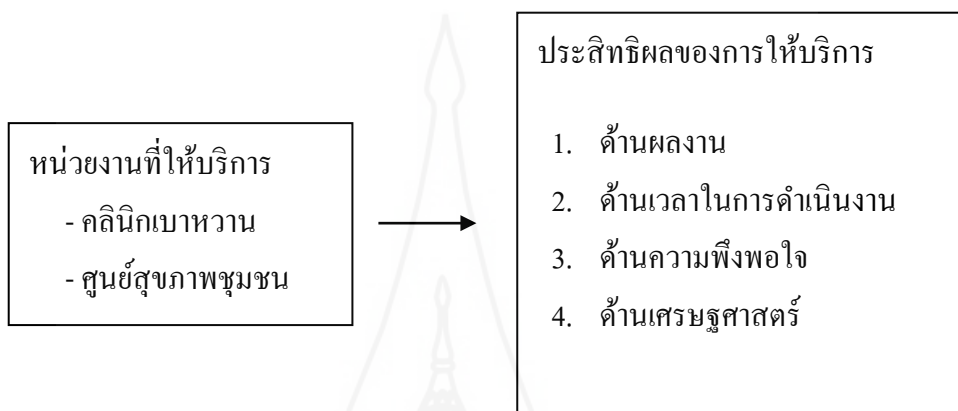 หน่วยงานที่ให้บริการ
- คลินิกเบาหวาน
- ศูนย์สุขภาพชุมชน
ประสิทธิผลของการให้บริการ
1. ด้านผลงาน
2. ด้านเวลาในการดำเนินงาน
3. ด้านความพึงพอใจ
4. ด้านเศรษฐศาสตร์